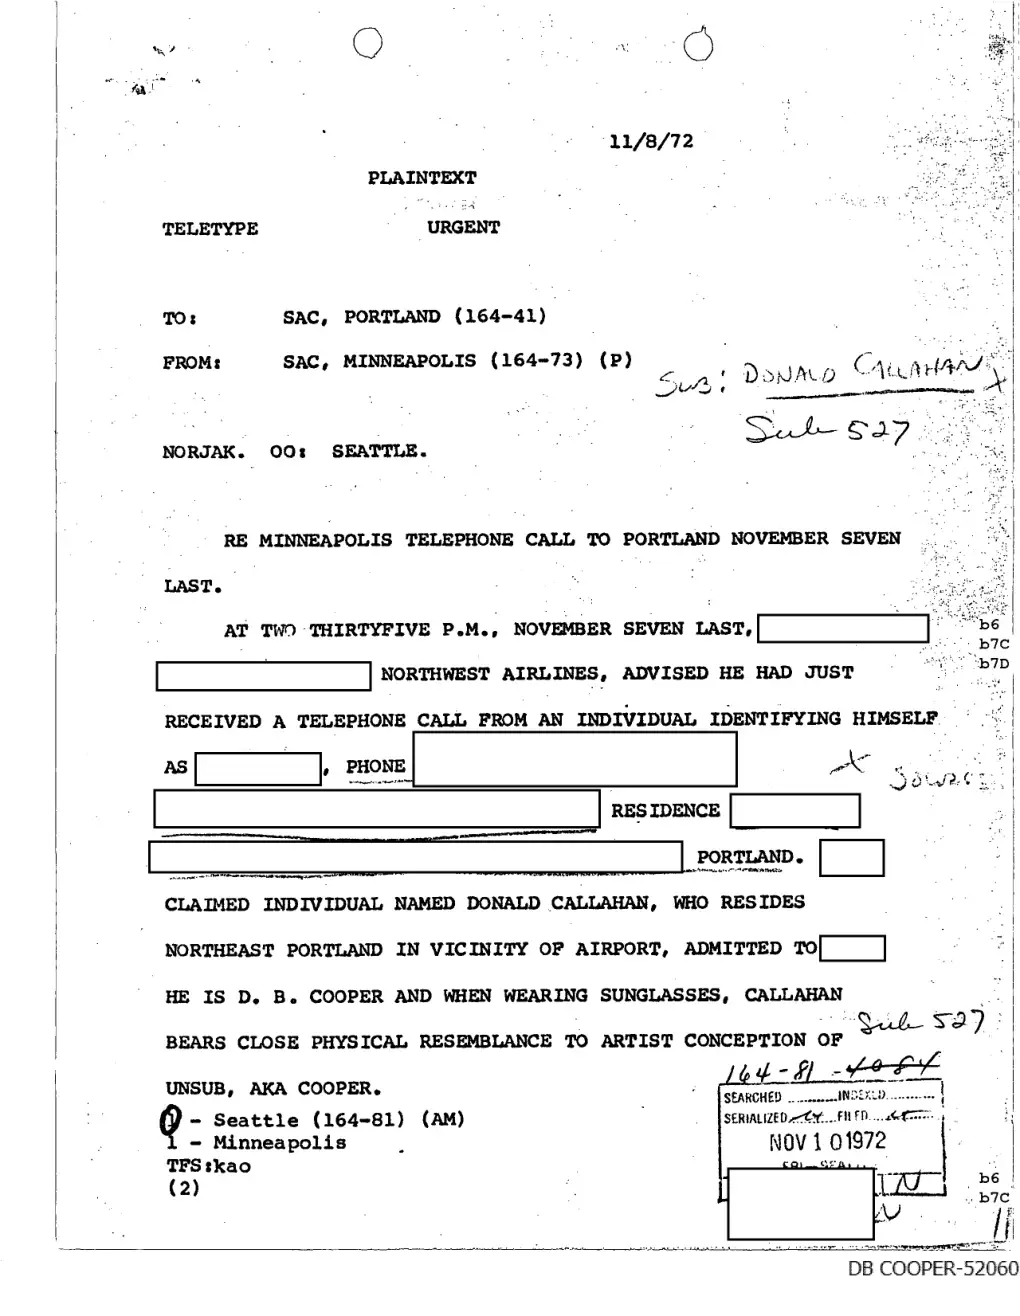 11/8/72
PLAINTEXT
TELETYPE URGENT
TO: SAC, PORTLAND (164-41)
FROM: SAC, MINNEAPOLIS (164-73) (P)
SUB: DONALD CALLAHAN X
Sub 527
NORJAK. OO: SEATTLE.
RE MINNEAPOLIS TELEPHONE CALL TO PORTLAND NOVEMBER SEVEN
LAST.
AT TWO THIRTYFIVE P.M., NOVEMBER SEVEN LAST,
b6
b7C
b7D
NORTHWEST AIRLINES, ADVISED HE HAD JUST
RECEIVED A TELEPHONE CALL FROM AN INDIVIDUAL IDENTIFYING HIMSELF
AS , PHONE
X SOURCE
RESIDENCE
PORTLAND.
CLAIMED INDIVIDUAL NAMED DONALD CALLAHAN, WHO RESIDES
NORTHEAST PORTLAND IN VICINITY OF AIRPORT, ADMITTED TO
HE IS D. B. COOPER AND WHEN WEARING SUNGLASSES, CALLAHAN
BEARS CLOSE PHYSICAL RESEMBLANCE TO ARTIST CONCEPTION OF
Sub 527
UNSUB, AKA COOPER.
164-81-4084
SEARCHED ........... INDEXED ...........
SERIALIZED ... FILED ...
NOV 10 1972
1 - Seattle (164-81) (AM)
1 - Minneapolis
TFS:kao
(2)
b6
b7C
DB COOPER-52060